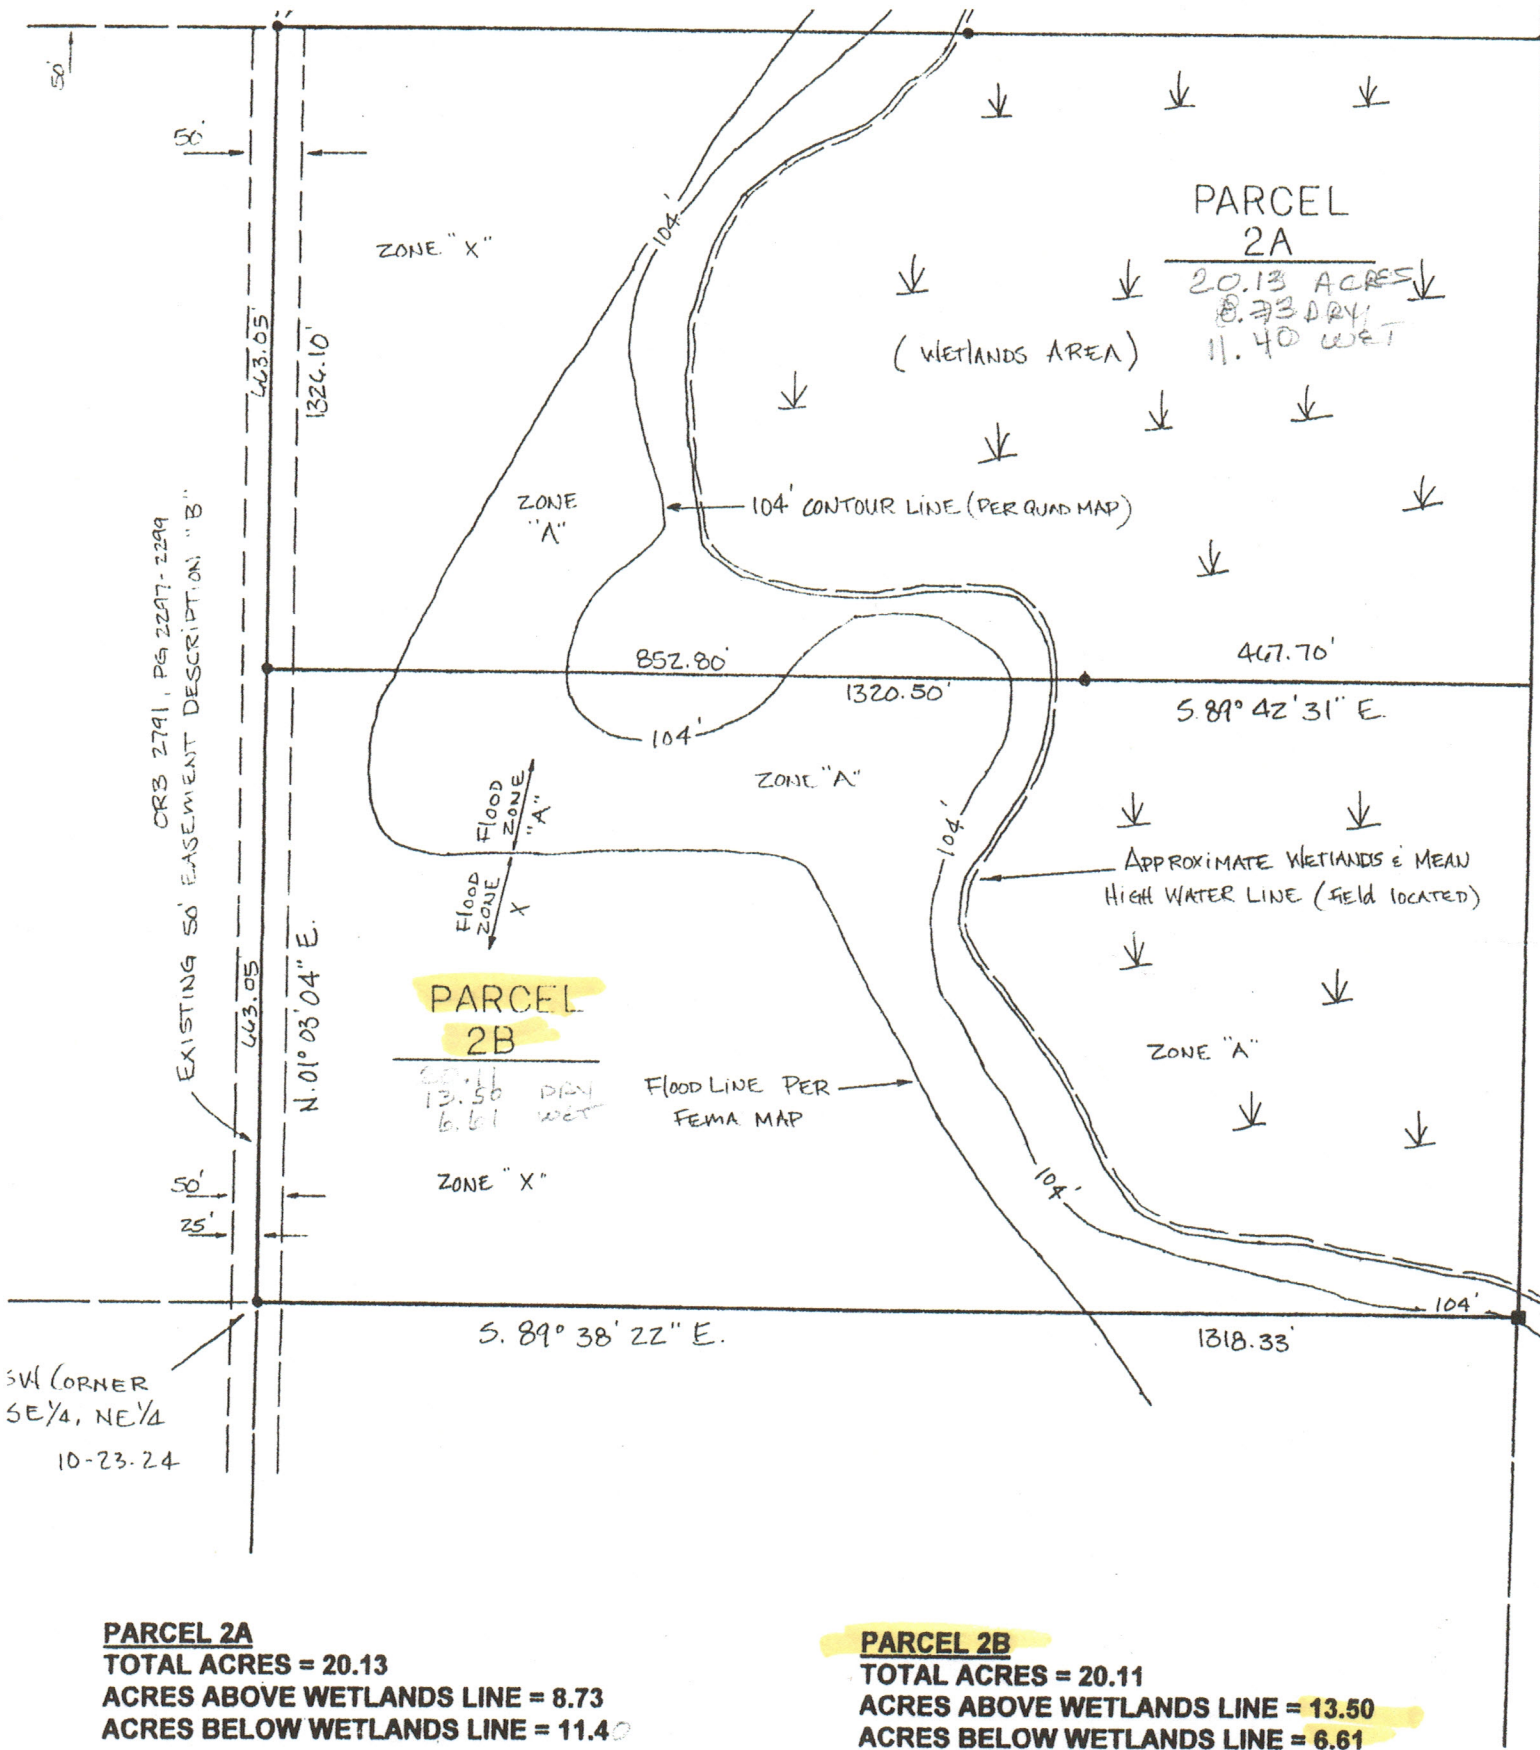 50'
50'
ZONE "X"
104'
PARCEL
2A
20.13 ACRES
8.73 DRY
11.40 WET
(WETLANDS AREA)
663.05'
1326.10'
ZONE
"A"
104' CONTOUR LINE (PER QUAD MAP)
ORB 2791, PG 2297-2299
EXISTING 50' EASEMENT DESCRIPTION "B"
852.80'
1320.50'
467.70'
S.89° 42' 31" E.
104'
ZONE "A"
FLOOD
ZONE
"A"
FLOOD
ZONE
X
104'
APPROXIMATE WETLANDS & MEAN
HIGH WATER LINE (FIELD LOCATED)
663.05
N.01° 03' 04" E.
PARCEL
2B
20.11
13.50 DRY
6.61 WET
FLOOD LINE PER
FEMA MAP
ZONE "A"
ZONE "X"
104'
50'
25'
104'
S. 89° 38' 22" E.
1318.33'
SW CORNER
SE 1/4, NE 1/4
10-23-24
PARCEL 2A
TOTAL ACRES = 20.13
ACRES ABOVE WETLANDS LINE = 8.73
ACRES BELOW WETLANDS LINE = 11.40
PARCEL 2B
TOTAL ACRES = 20.11
ACRES ABOVE WETLANDS LINE = 13.50
ACRES BELOW WETLANDS LINE = 6.61